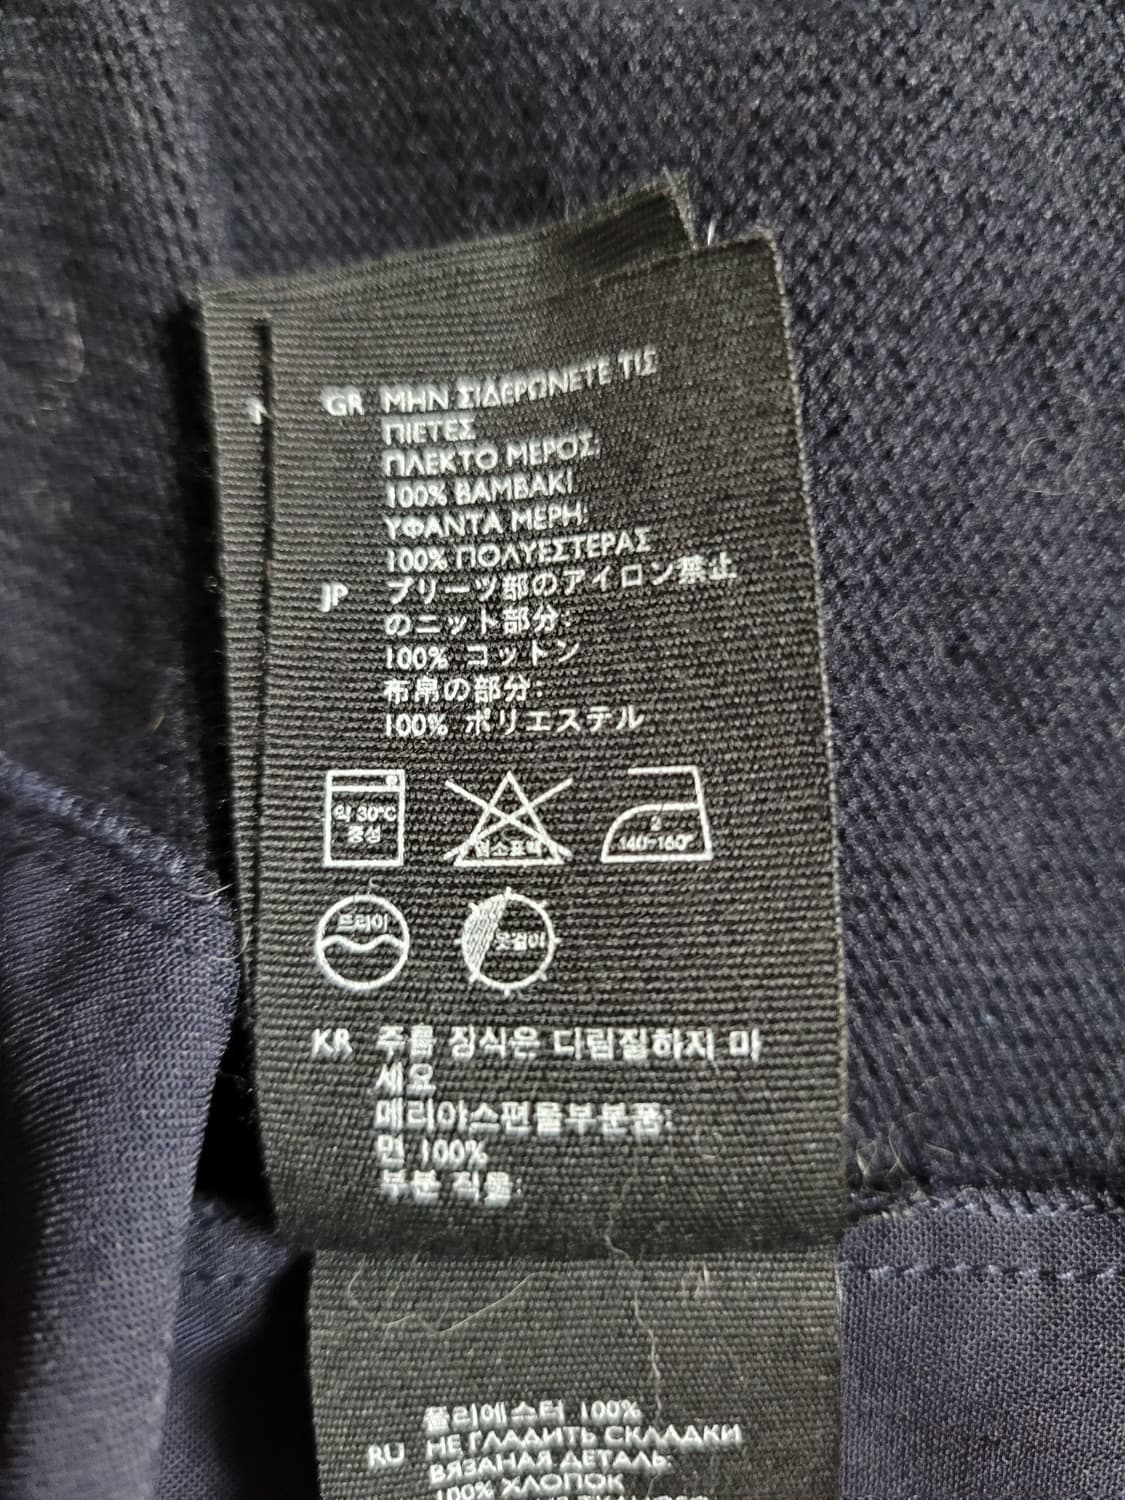 GR ΜΗΝ ΣΙΔΕΡΩΝΕΤΕ ΤΙΣ
ΠΙΕΤΕΣ
ΠΛΕΚΤΟ ΜΕΡΟΣ
100% ΒΑΜΒΑΚΙ
ΥΦΑΝΤΑ ΜΕΡΗ:
100% ΠΟΛΥΕΣΤΕΡΑΣ
JP プリーツ部のアイロン禁止
のニット部分:
100% コットン
布帛の部分:
100% ポリエステル
약 30℃
중성
염소표백
2
140~160°
드라이
옷걸이
KR 주름 장식은 다림질하지 마
세요
메리야스편물부분품:
면 100%
부분 직물:
폴리에스터 100%
RU НЕ ГЛАДИТЬ СКЛАДКИ
ВЯЗАНАЯ ДЕТАЛЬ:
100% ХЛОПОК